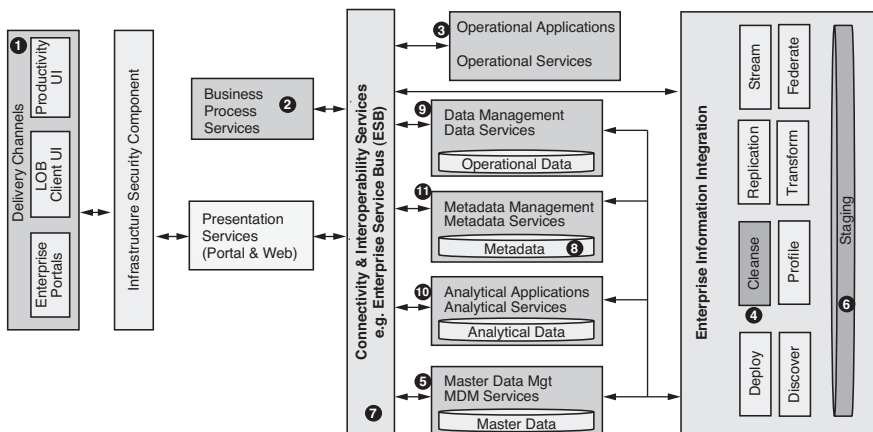 1
Delivery Channels
Productivity UI
LOB
Client UI
Enterprise
Portals
Infrastructure Security Component
Business
Process
Services
2
Presentation
Services
(Portal & Web)
Connectivity & Interoperability Services
e.g. Enterprise Service Bus (ESB)
7
3
Operational Applications
Operational Services
9
Data Management
Data Services
Operational Data
11
Metadata Management
Metadata Services
Metadata
8
10
Analytical Applications
Analytical Services
Analytical Data
5
Master Data Mgt
MDM Services
Master Data
Enterprise Information Integration
Stream
Federate
Replication
Transform
Cleanse
4
Profile
Deploy
Discover
Staging
6